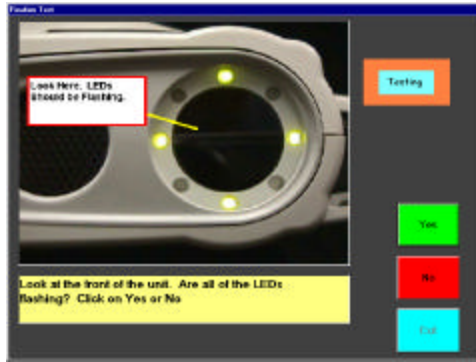 Fixation Test
Look Here. LEDs
Should be Flashing.
Testing
Yes
Look at the front of the unit. Are all of the LEDs
flashing? Click on Yes or No
No